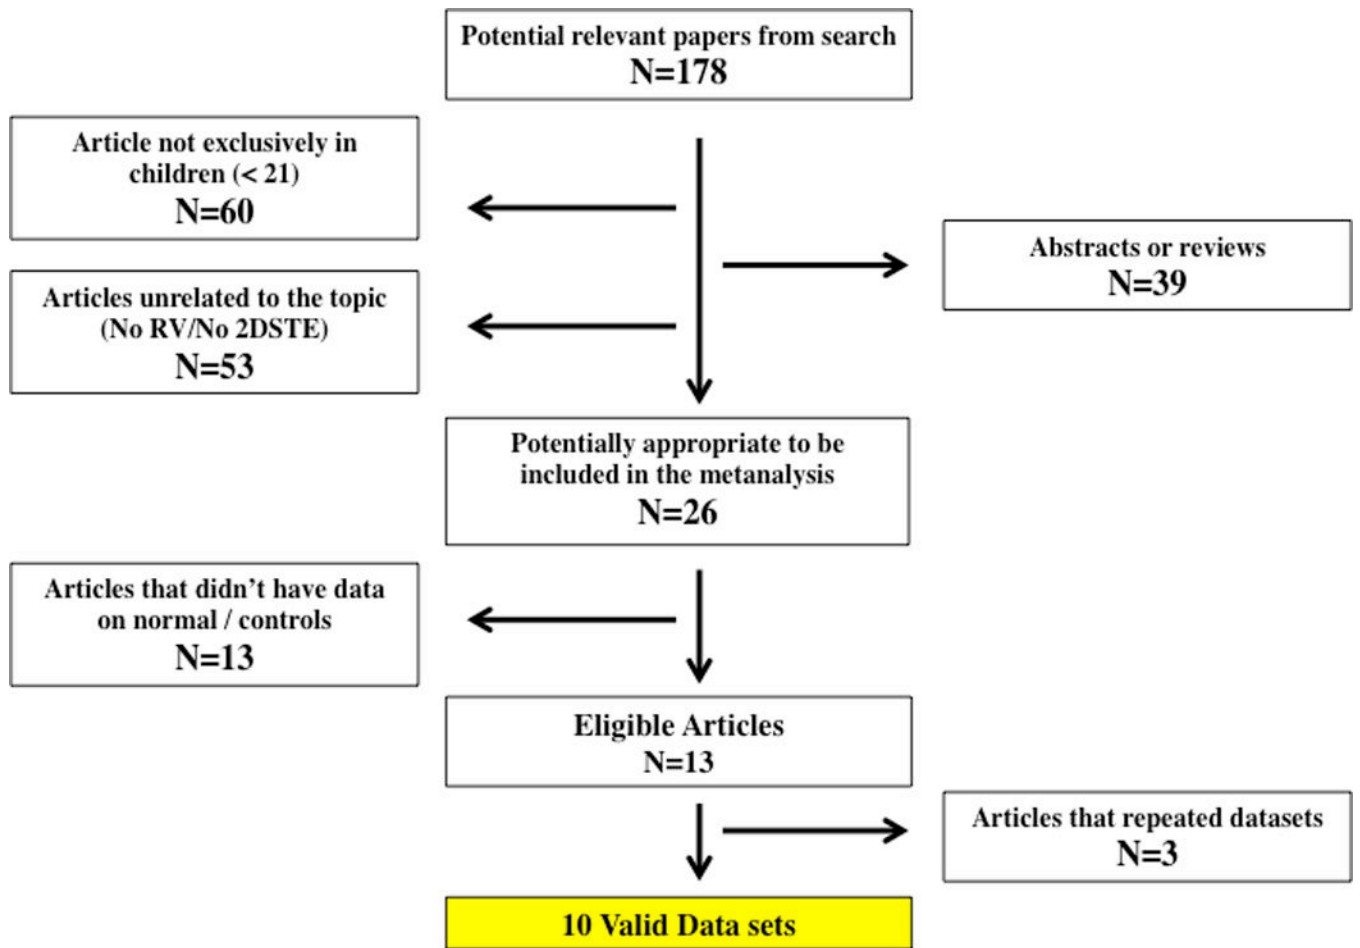 Potential relevant papers from search
N=178
Article not exclusively in
children (< 21)
N=60
Abstracts or reviews
N=39
Articles unrelated to the topic
(No RV/No 2DSTE)
N=53
Potentially appropriate to be
included in the metanalysis
N=26
Articles that didn’t have data
on normal / controls
N=13
Eligible Articles
N=13
Articles that repeated datasets
N=3
10 Valid Data sets